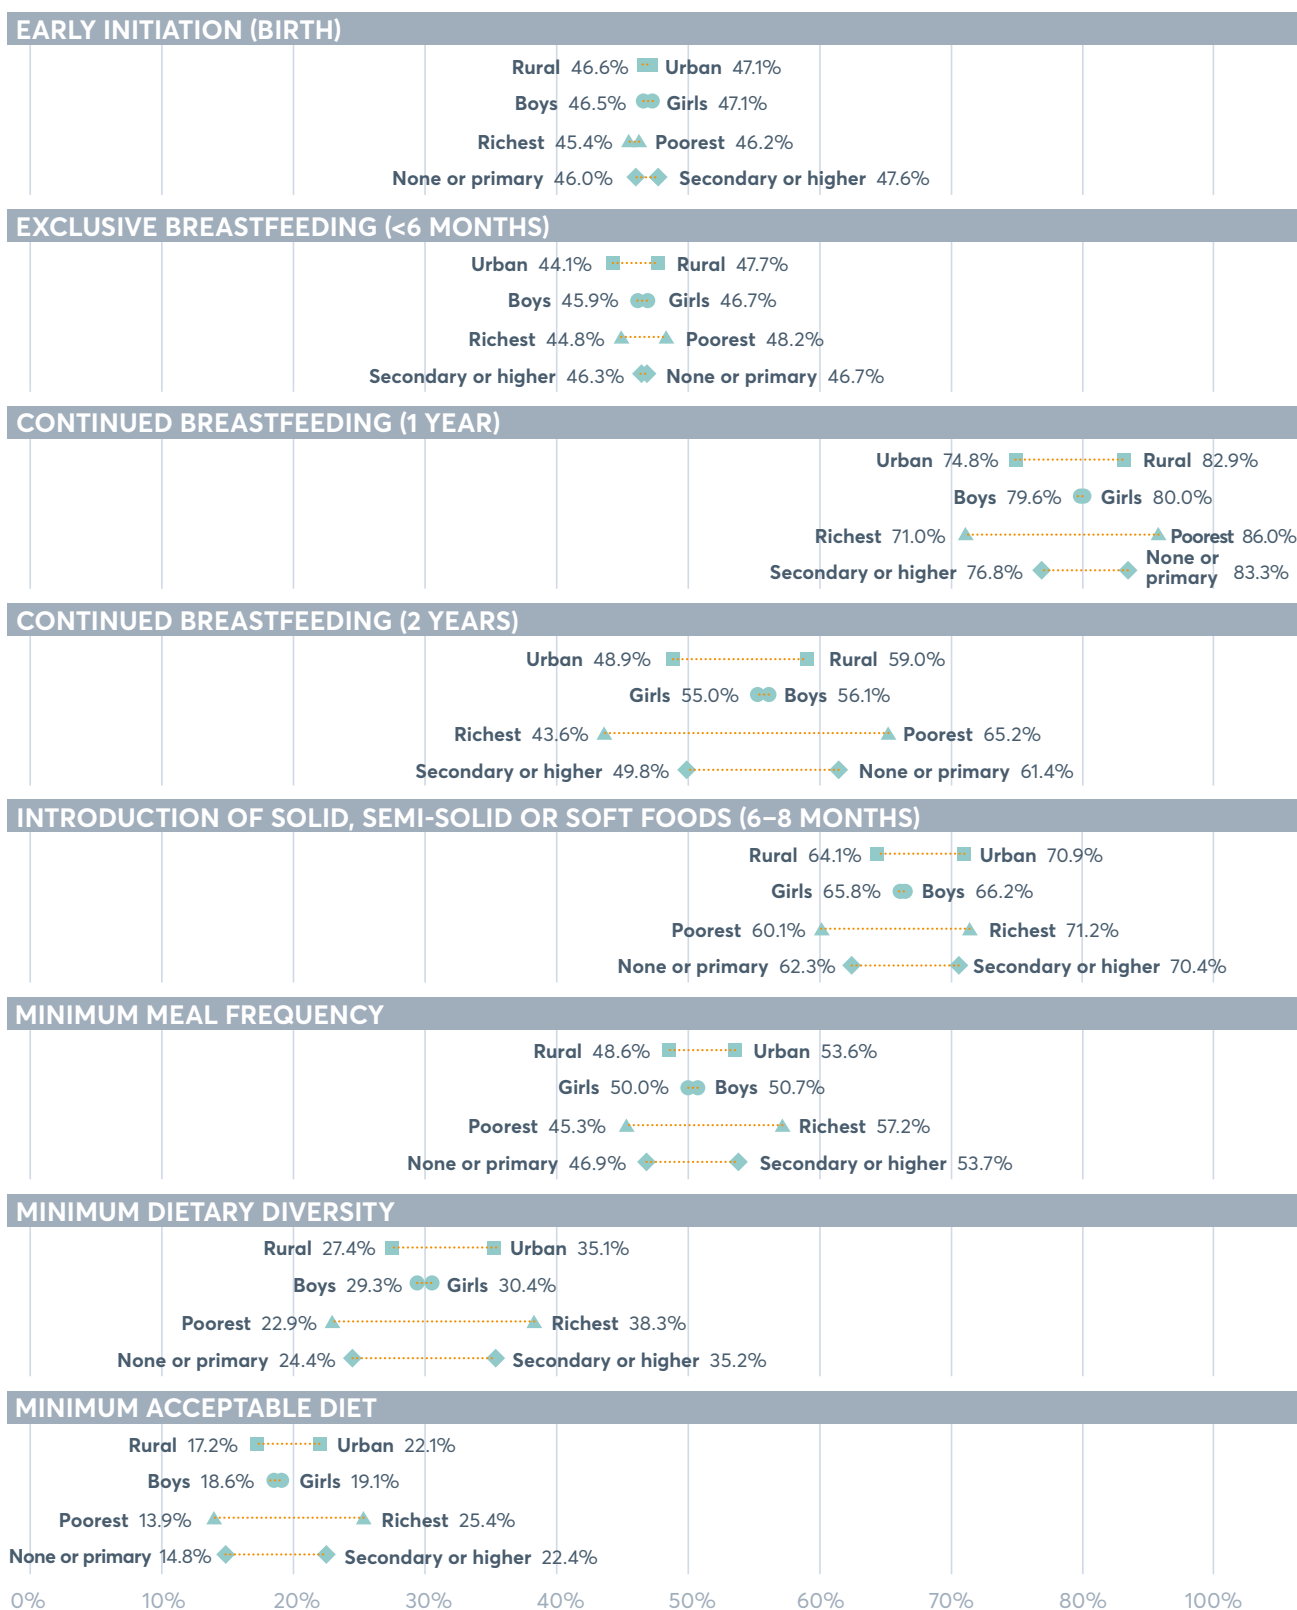 EARLY INITIATION (BIRTH)
Rural 46.6% Urban 47.1%
Boys 46.5% Girls 47.1%
Richest 45.4% Poorest 46.2%
None or primary 46.0% Secondary or higher 47.6%
EXCLUSIVE BREASTFEEDING (<6 MONTHS)
Urban 44.1% Rural 47.7%
Boys 45.9% Girls 46.7%
Richest 44.8% Poorest 48.2%
Secondary or higher 46.3% None or primary 46.7%
CONTINUED BREASTFEEDING (1 YEAR)
Urban 74.8% Rural 82.9%
Boys 79.6% Girls 80.0%
Richest 71.0% Poorest 86.0%
Secondary or higher 76.8% None or primary 83.3%
CONTINUED BREASTFEEDING (2 YEARS)
Urban 48.9% Rural 59.0%
Girls 55.0% Boys 56.1%
Richest 43.6% Poorest 65.2%
Secondary or higher 49.8% None or primary 61.4%
INTRODUCTION OF SOLID, SEMI-SOLID OR SOFT FOODS (6–8 MONTHS)
Rural 64.1% Urban 70.9%
Girls 65.8% Boys 66.2%
Poorest 60.1% Richest 71.2%
None or primary 62.3% Secondary or higher 70.4%
MINIMUM MEAL FREQUENCY
Rural 48.6% Urban 53.6%
Girls 50.0% Boys 50.7%
Poorest 45.3% Richest 57.2%
None or primary 46.9% Secondary or higher 53.7%
MINIMUM DIETARY DIVERSITY
Rural 27.4% Urban 35.1%
Boys 29.3% Girls 30.4%
Poorest 22.9% Richest 38.3%
None or primary 24.4% Secondary or higher 35.2%
MINIMUM ACCEPTABLE DIET
Rural 17.2% Urban 22.1%
Boys 18.6% Girls 19.1%
Poorest 13.9% Richest 25.4%
None or primary 14.8% Secondary or higher 22.4%
0% 10% 20% 30% 40% 50% 60% 70% 80% 100%